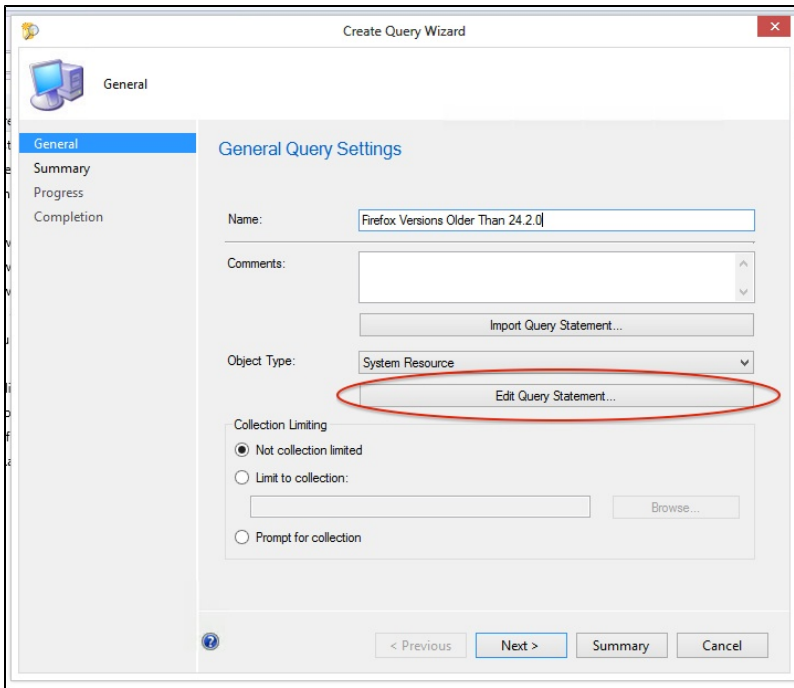 Create Query Wizard
General
General
Summary
Progress
Completion
General Query Settings
Name:
Firefox Versions Older Than 24.2.0
Comments:
Import Query Statement...
Object Type:
System Resource
Edit Query Statement...
Collection Limiting
Not collection limited
Limit to collection:
Browse...
Prompt for collection
< Previous
Next >
Summary
Cancel